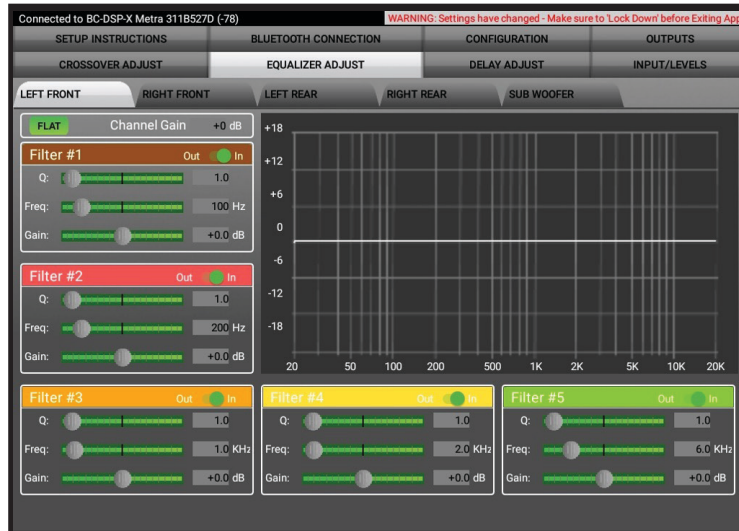 Connected to BC-DSP-X Metra 311B527D (-78) WARNING: Settings have changed - Make sure to 'Lock Down' before Exiting App
SETUP INSTRUCTIONS BLUETOOTH CONNECTION CONFIGURATION OUTPUTS
CROSSOVER ADJUST EQUALIZER ADJUST DELAY ADJUST INPUT/LEVELS
LEFT FRONT RIGHT FRONT LEFT REAR RIGHT REAR SUB WOOFER
FLAT Channel Gain +0 dB
Filter #1 Out In
Q: 1.0
Freq: 100 Hz
Gain: +0.0 dB
Filter #2 Out In
Q: 1.0
Freq: 200 Hz
Gain: +0.0 dB
+18
+12
+6
0
-6
-12
-18
20 50 100 200 500 1K 2K 5K 10K 20K
Filter #3 Out In
Q: 1.0
Freq: 1.0 KHz
Gain: +0.0 dB
Filter #4 Out In
Q: 1.0
Freq: 2.0 KHz
Gain: +0.0 dB
Filter #5 Out In
Q: 1.0
Freq: 6.0 KHz
Gain: +0.0 dB